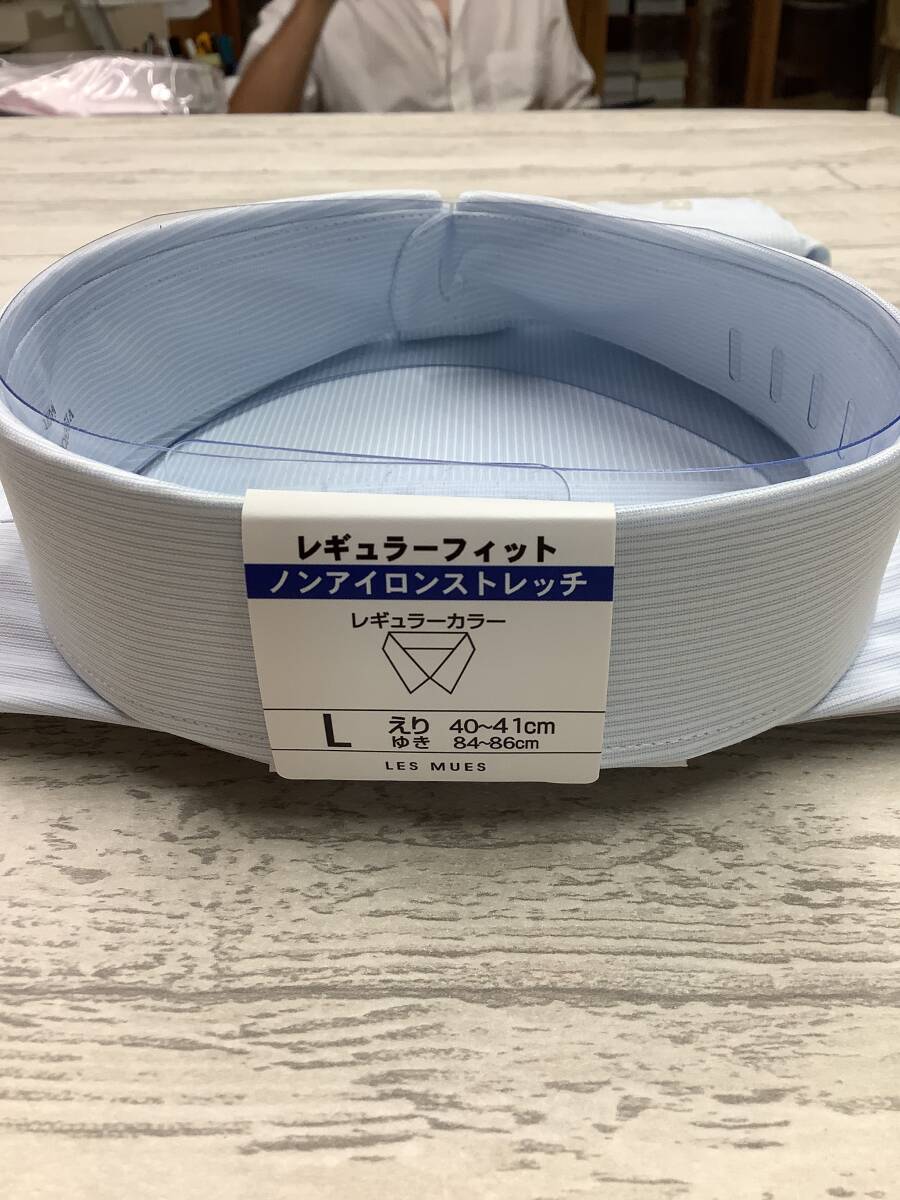 レギュラーフィット
ノンアイロンストレッチ
レギュラーカラー
L えり 40~41cm
ゆき 84~86cm
LES MUES